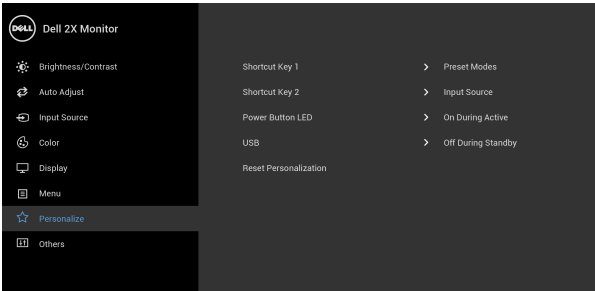 DELL Dell 2X Monitor
Brightness/Contrast
Auto Adjust
Input Source
Color
Display
Menu
Personalize
Others
Shortcut Key 1 > Preset Modes
Shortcut Key 2 > Input Source
Power Button LED > On During Active
USB > Off During Standby
Reset Personalization